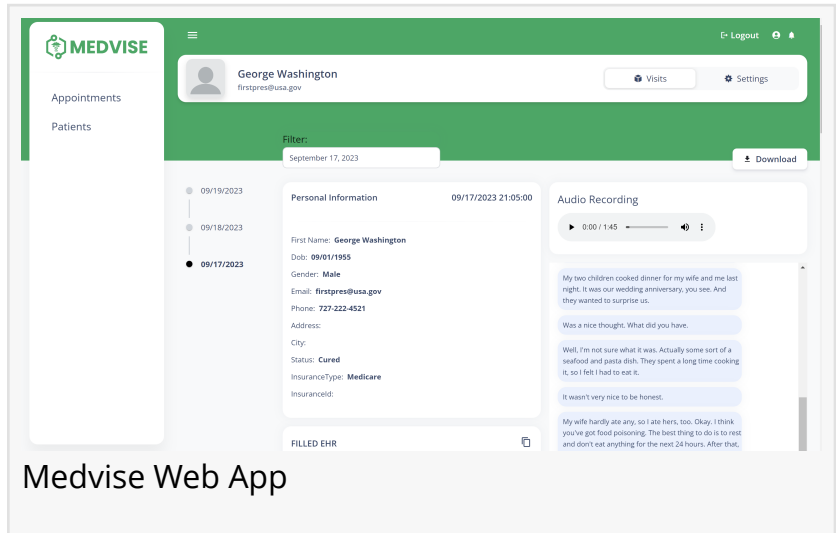 MEDVISE
Appointments
Patients
Logout
George Washington
firstpres@usa.gov
Visits
Settings
Filter:
September 17, 2023
Download
09/19/2023
09/18/2023
09/17/2023
Personal Information
09/17/2023 21:05:00
First Name: George Washington
Dob: 09/01/1955
Gender: Male
Email: firstpres@usa.gov
Phone: 727-222-4521
Address:
City:
Status: Cured
InsuranceType: Medicare
InsuranceId:
FILLED EHR
Audio Recording
0:00 / 1:45
My two children cooked dinner for my wife and me last
night. It was our wedding anniversary, you see. And
they wanted to surprise us.
Was a nice thought. What did you have.
Well, I'm not sure what it was. Actually some sort of a
seafood and pasta dish. They spent a long time cooking
it, so I felt I had to eat it.
It wasn't very nice to be honest.
My wife hardly ate any, so I ate hers, too. Okay. I think
you've got food poisoning. The best thing to do is to rest
and don't eat anything for the next 24 hours. After that,
Medvise Web App